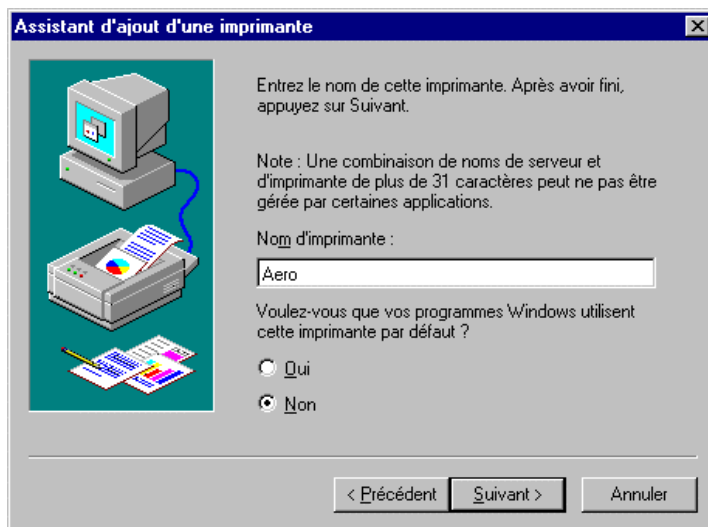 Assistant d'ajout d'une imprimante
Entrez le nom de cette imprimante. Après avoir fini,
appuyez sur Suivant.
Note : Une combinaison de noms de serveur et
d'imprimante de plus de 31 caractères peut ne pas être
gérée par certaines applications.
Nom d'imprimante :
Aero
Voulez-vous que vos programmes Windows utilisent
cette imprimante par défaut ?
Oui
Non
< Précédent
Suivant >
Annuler